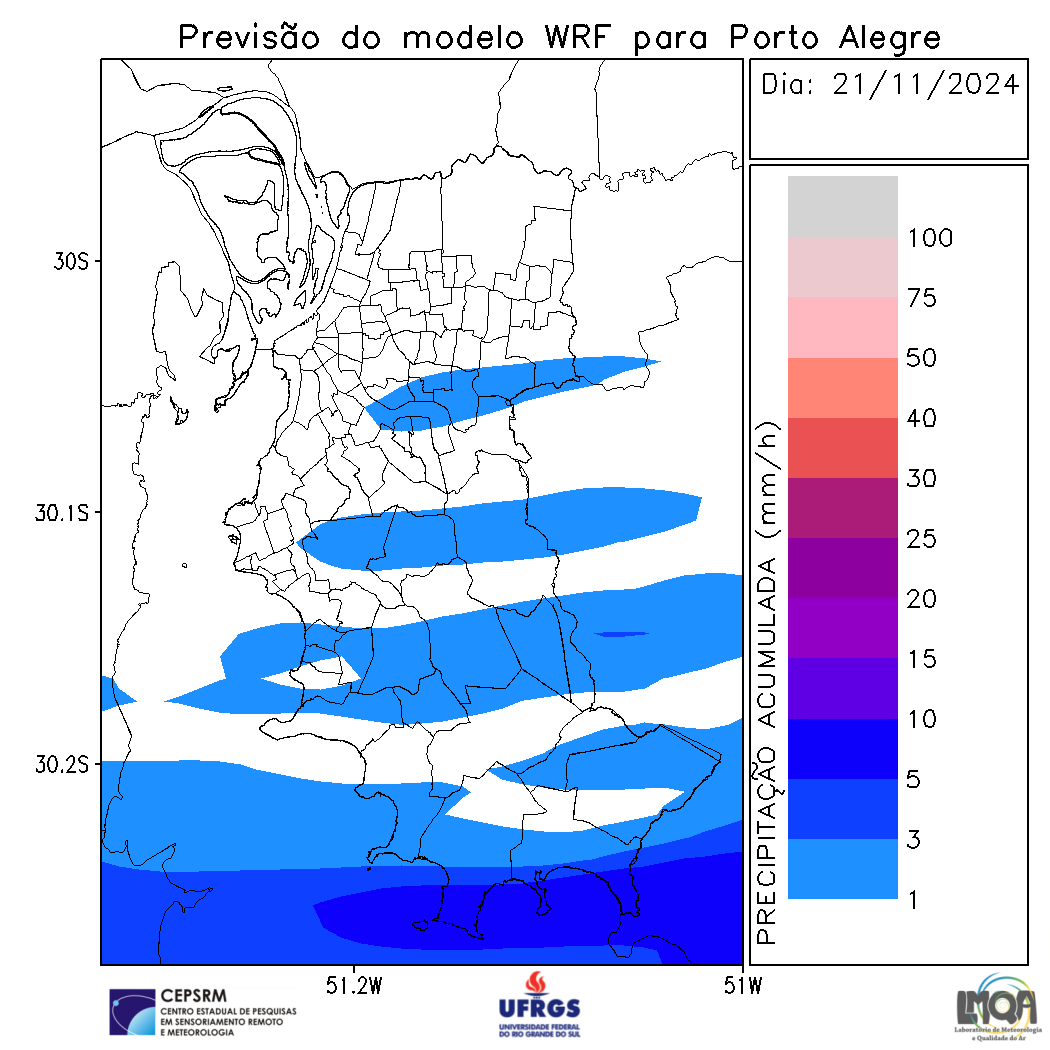 Previsão do modelo WRF para Porto Alegre
Dia: 21/11/2024
30S
30.1S
30.2S
51.2W
51W
PRECIPITAÇÃO ACUMULADA (mm/h)
100
75
50
40
30
25
20
15
10
5
3
1
CEPSRM
CENTRO ESTADUAL DE PESQUISAS
EM SENSORIAMENTO REMOTO
E METEOROLOGIA
UFRGS
UNIVERSIDADE FEDERAL
DO RIO GRANDE DO SUL
LMQA
Laboratório de Meteorologia
e Qualidade do Ar